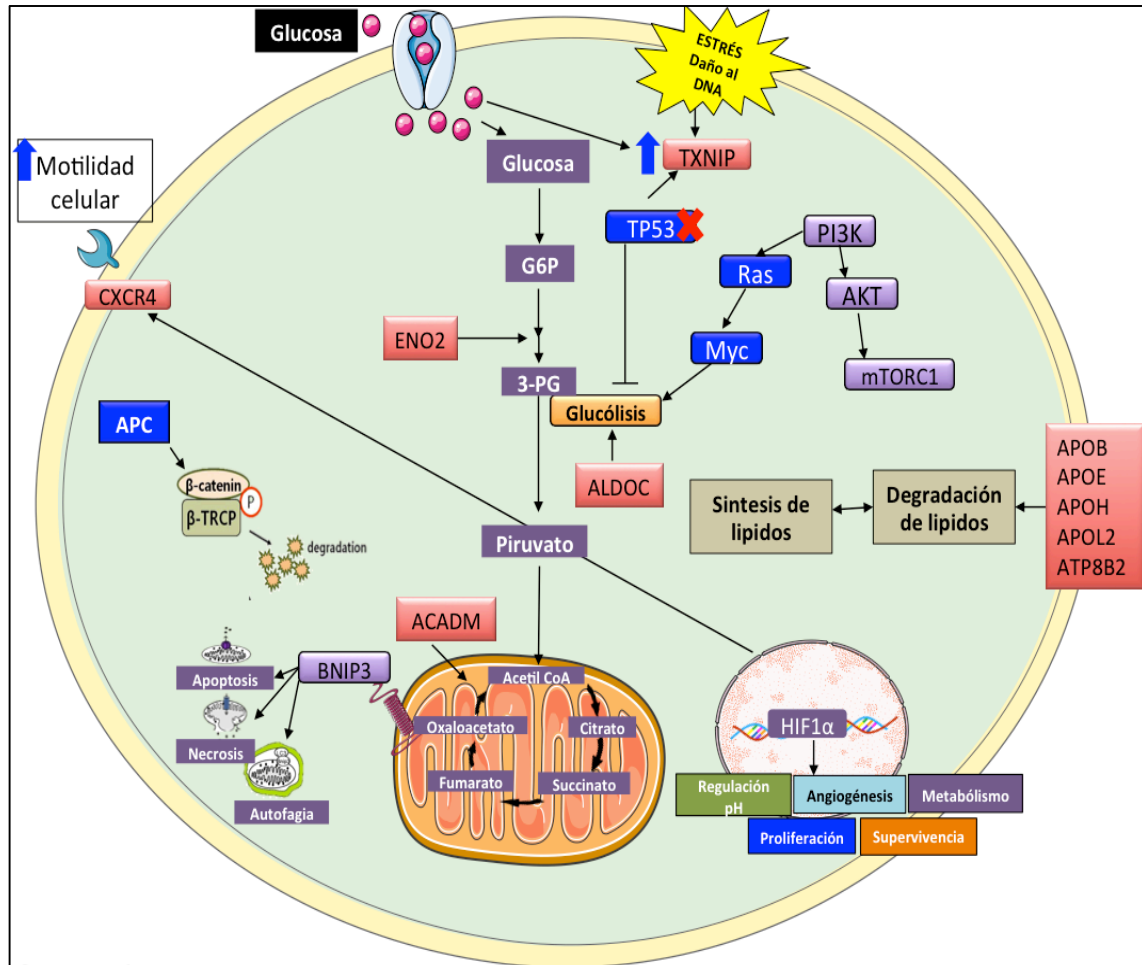 Glucosa
ESTRÉS
Daño al
DNA
Motilidad
celular
Glucosa
TXNIP
TP53
PI3K
Ras
G6P
AKT
CXCR4
ENO2
Myc
mTORC1
3-PG
Glucólisis
APC
ALDOC
β-catenin
P
β-TRCP
degradation
Sintesis de
lipidos
Degradación
de lipidos
APOB
APOE
APOH
APOL2
ATP8B2
Piruvato
ACADM
BNIP3
Apoptosis
Necrosis
Autofagia
Acetil CoA
Oxaloacetato
Citrato
Fumarato
Succinato
HIF1α
Regulación
pH
Angiogénesis
Metabólismo
Proliferación
Supervivencia